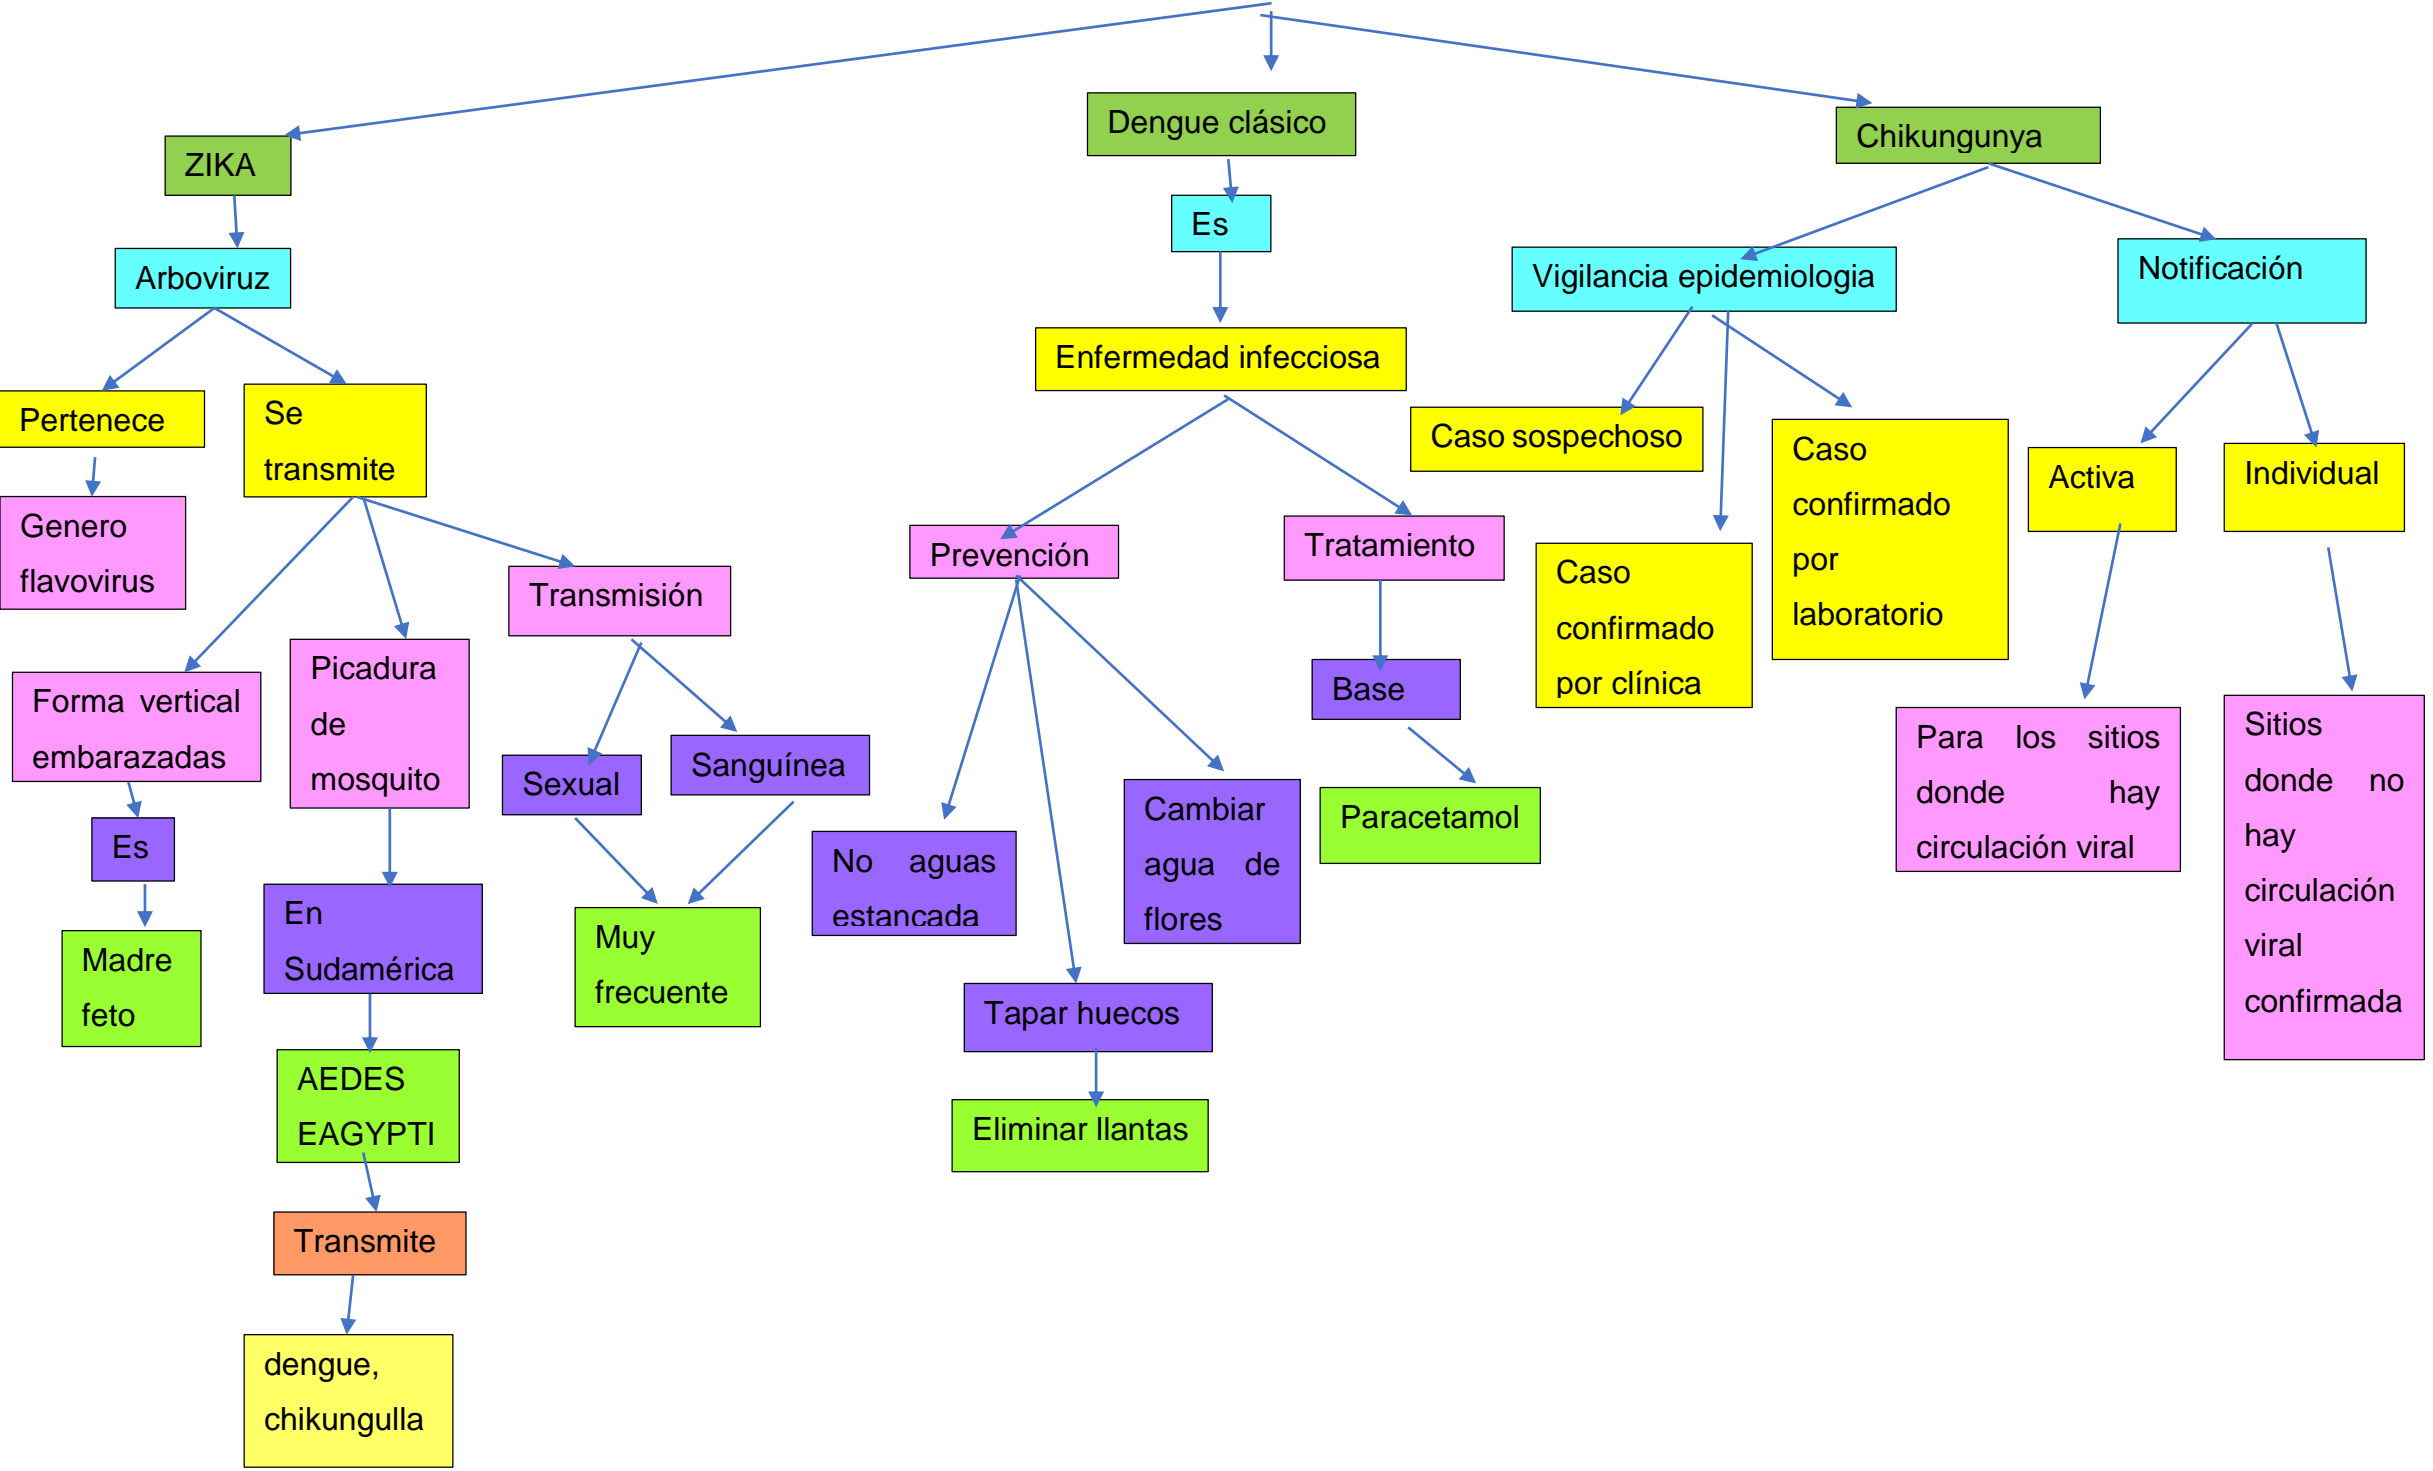 ZIKA
Arboviruz
Pertenece
Genero
flavovirus
Se
transmite
Forma vertical
embarazadas
Es
Madre
feto
Picadura
de
mosquito
En
Sudamérica
AEDES
EAGYPTI
Transmite
dengue,
chikungulla
Transmisión
Sexual
Sanguínea
Muy
frecuente
Dengue clásico
Es
Enfermedad infecciosa
Prevención
No aguas
estancada
Tapar huecos
Eliminar llantas
Cambiar
agua de
flores
Tratamiento
Base
Paracetamol
Chikungunya
Vigilancia epidemiologia
Caso sospechoso
Caso
confirmado
por clínica
Caso
confirmado
por
laboratorio
Notificación
Activa
Para los sitios
donde hay
circulación viral
Individual
Sitios
donde no
hay
circulación
viral
confirmada